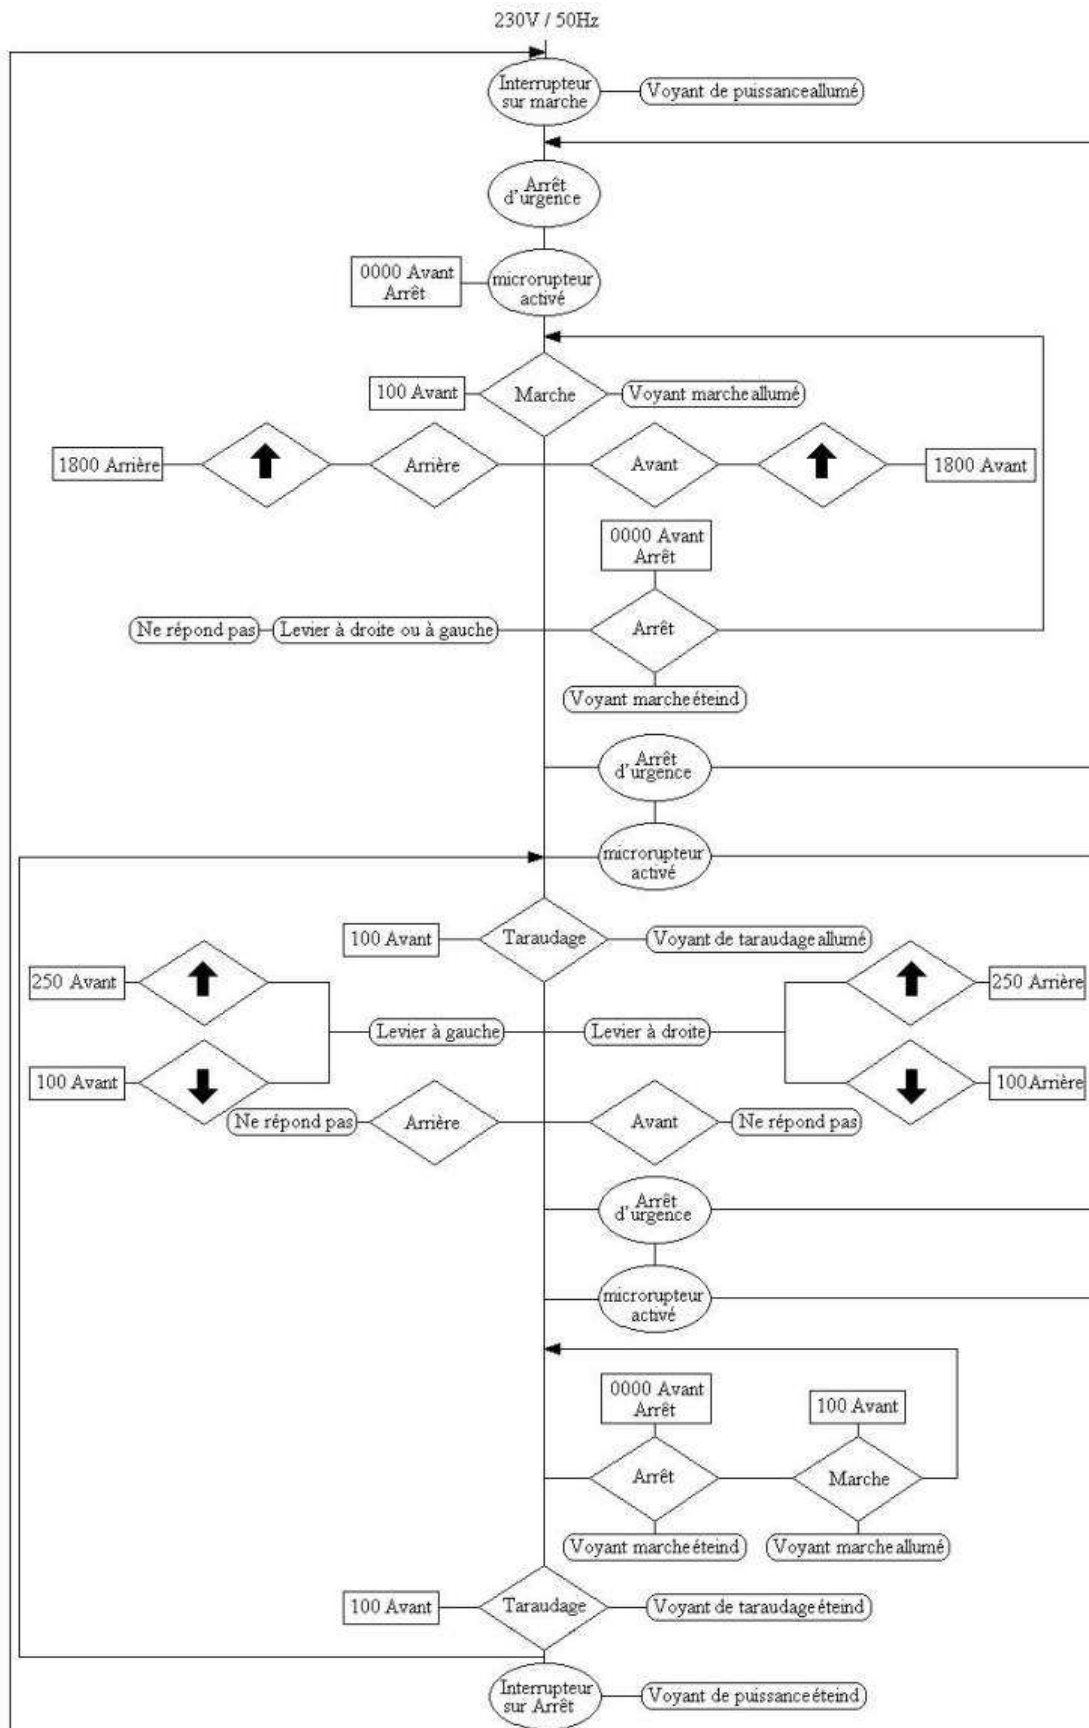 230V / 50Hz
Interrupteur
sur marche
Voyant de puissance allumé
Arrêt
d'urgence
0000 Avant
Arrêt
microrupteur
activé
100 Avant
Marche
Voyant marche allumé
1800 Arrière
Arrière
Avant
1800 Avant
0000 Avant
Arrêt
Ne répond pas
Levier à droite ou à gauche
Arrêt
Voyant marche éteind
Arrêt
d'urgence
microrupteur
activé
100 Avant
Taraudage
Voyant de taraudage allumé
250 Avant
250 Arrière
Levier à gauche
Levier à droite
100 Avant
100 Arrière
Ne répond pas
Arrière
Avant
Ne répond pas
Arrêt
d'urgence
microrupteur
activé
0000 Avant
Arrêt
100 Avant
Arrêt
Marche
Voyant marche éteind
Voyant marche allumé
100 Avant
Taraudage
Voyant de taraudage éteind
Interrupteur
sur Arrêt
Voyant de puissance éteind